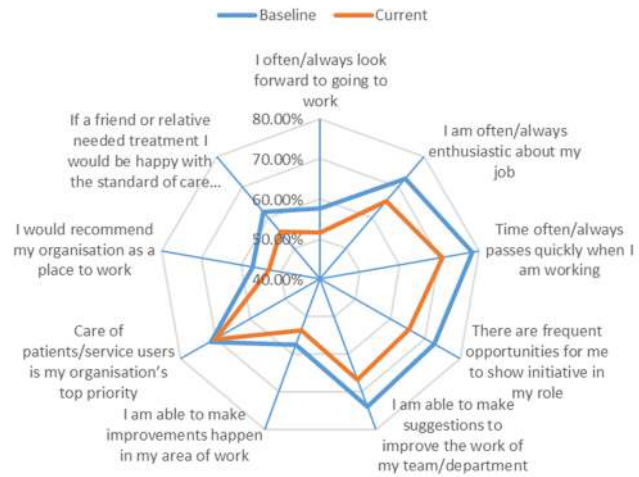 Baseline
Current
I often/always look
forward to going to
work
80.00%
70.00%
60.00%
50.00%
40.00%
I am often/always
enthusiastic about my
job
Time often/always
passes quickly when I
am working
There are frequent
opportunities for me
to show initiative in
my role
I am able to make
suggestions to
improve the work of
my team/department
I am able to make
improvements happen
in my area of work
Care of
patients/service users
is my organisation's
top priority
I would recommend
my organisation as a
place to work
If a friend or relative
needed treatment I
would be happy with
the standard of care...